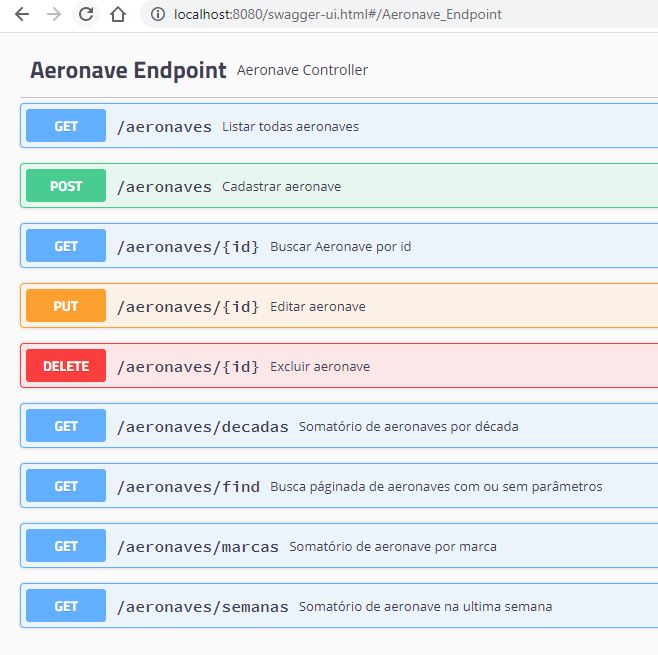 localhost:8080/swagger-ui.html#/Aeronave_Endpoint
Aeronave Endpoint Aeronave Controller
GET /aeronaves Listar todas aeronaves
POST /aeronaves Cadastrar aeronave
GET /aeronaves/{id} Buscar Aeronave por id
PUT /aeronaves/{id} Editar aeronave
DELETE /aeronaves/{id} Excluir aeronave
GET /aeronaves/decadas Somatório de aeronaves por década
GET /aeronaves/find Busca páginada de aeronaves com ou sem parâmetros
GET /aeronaves/marcas Somatório de aeronave por marca
GET /aeronaves/semanas Somatório de aeronave na ultima semana